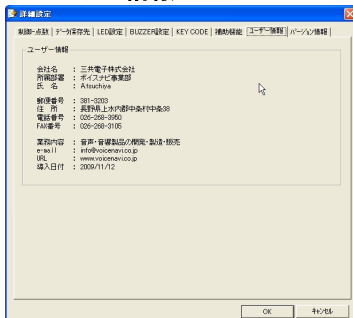 詳細設定
制御・点数 データ保存先 LED設定 BUZZER設定 KEY CODE 補助機能 ユーザー情報 バージョン情報
ユーザー情報
会社名 : 三共電子株式会社
所属部署 : ボイスナビ事業部
氏 名 : A.tsuchiya
郵便番号 : 381-3203
住 所 : 長野県上水内郡中条村中条38
電話番号 : 026-268-3950
FAX番号 : 026-268-3105
業務内容 : 音声・音響製品の開発・製造・販売
e-mail : info@voicenavi.co.jp
URL : www.voicenavi.co.jp
導入日付 : 2009/11/12
OK キャンセル